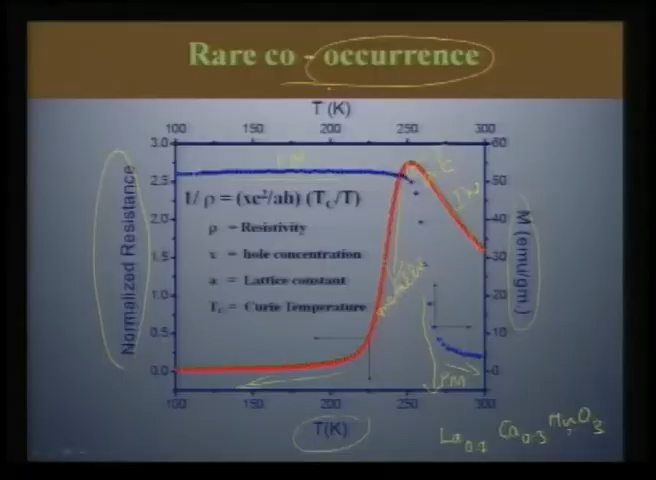 Rare co - occurrence
T (K)
100 150 200 250 300
3.0
2.5
2.0
1.5
1.0
0.5
0.0
Normalized Resistance
1/ ρ = (xe²/ah) (T_C/T)
ρ = Resistivity
x = hole concentration
a = Lattice constant
T_C = Curie Temperature
60
50
40
30
20
10
0
M (emu/gm.)
metallic
PM
100 150 200 250 300
T(K)
La0.7 Ca0.3 MnO3